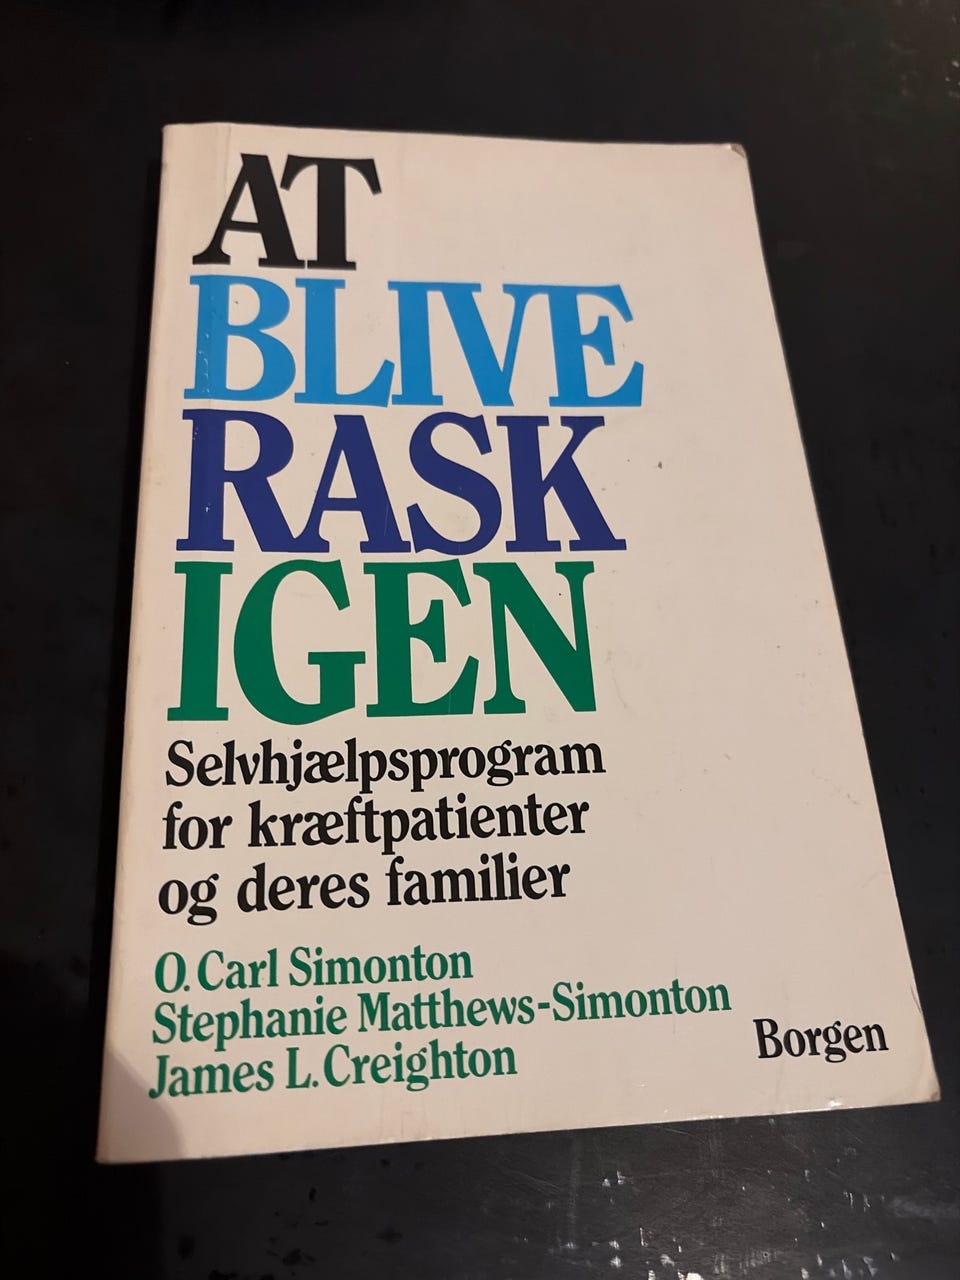 AT
BLIVE
RASK
IGEN
Selvhjælpsprogram
for kræftpatienter
og deres familier
O. Carl Simonton
Stephanie Matthews-Simonton
James L. Creighton
Borgen